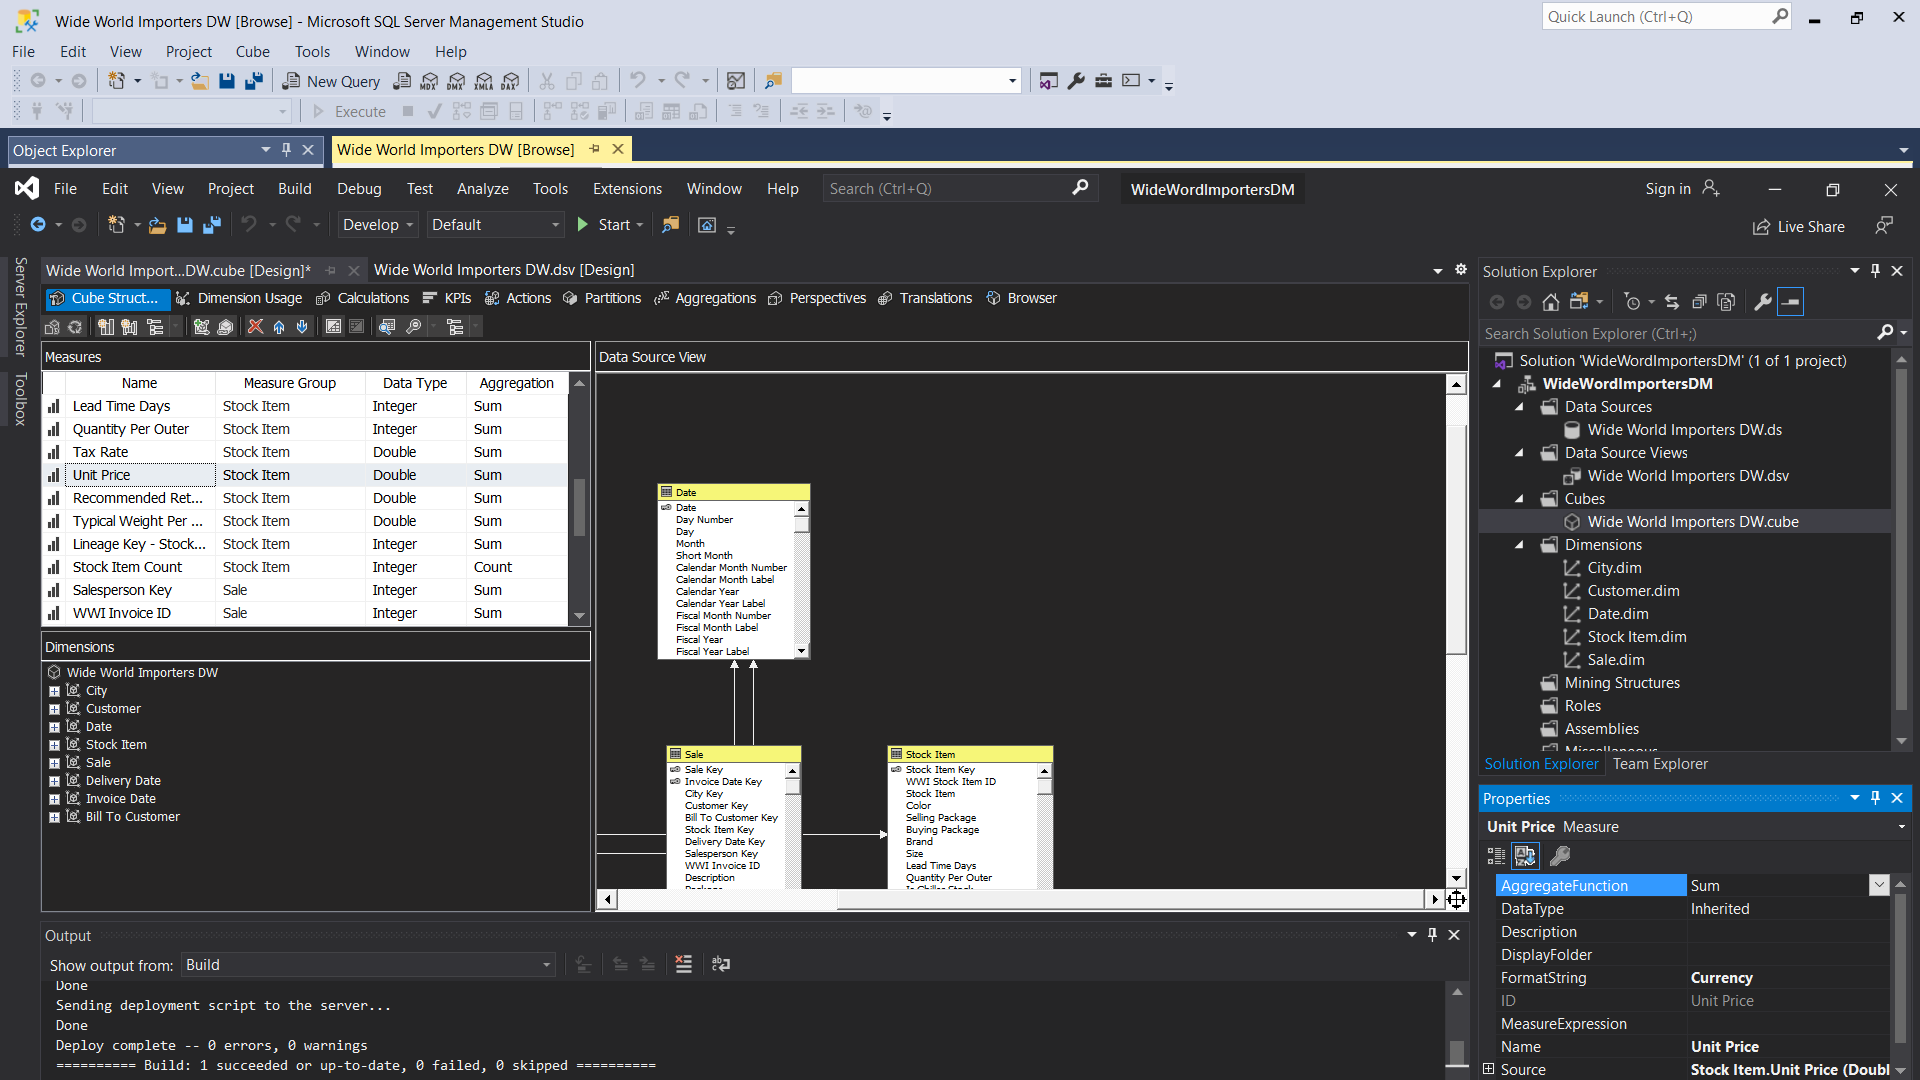 Wide World Importers DW [Browse] - Microsoft SQL Server Management Studio
Quick Launch (Ctrl+Q)
File Edit View Project Cube Tools Window Help
New Query MDX DMX XMLA DAX
Execute
Object Explorer
Wide World Importers DW [Browse]
File Edit View Project Build Debug Test Analyze Tools Extensions Window Help
Search (Ctrl+Q)
WideWordImportersDM
Sign in
Develop Default Start
Live Share
Server Explorer
Toolbox
Wide World Import...DW.cube [Design]*
Wide World Importers DW.dsv [Design]
Cube Struct... Dimension Usage Calculations KPIs Actions Partitions Aggregations Perspectives Translations Browser
Measures
Name Measure Group Data Type Aggregation
Lead Time Days Stock Item Integer Sum
Quantity Per Outer Stock Item Integer Sum
Tax Rate Stock Item Double Sum
Unit Price Stock Item Double Sum
Recommended Ret... Stock Item Double Sum
Typical Weight Per ... Stock Item Double Sum
Lineage Key - Stock... Stock Item Integer Sum
Stock Item Count Stock Item Integer Count
Salesperson Key Sale Integer Sum
WWI Invoice ID Sale Integer Sum
Dimensions
Wide World Importers DW
City
Customer
Date
Stock Item
Sale
Delivery Date
Invoice Date
Bill To Customer
Data Source View
Date
Date
Day Number
Day
Month
Short Month
Calendar Month Number
Calendar Month Label
Calendar Year
Calendar Year Label
Fiscal Month Number
Fiscal Month Label
Fiscal Year
Fiscal Year Label
Sale
Sale Key
Invoice Date Key
City Key
Customer Key
Bill To Customer Key
Stock Item Key
Delivery Date Key
Salesperson Key
WWI Invoice ID
Description
Package
Stock Item
Stock Item Key
WWI Stock Item ID
Stock Item
Color
Selling Package
Buying Package
Brand
Size
Lead Time Days
Quantity Per Outer
Is Chiller Stock
Output
Show output from: Build
Done
Sending deployment script to the server...
Done
Deploy complete -- 0 errors, 0 warnings
========== Build: 1 succeeded or up-to-date, 0 failed, 0 skipped ==========
Solution Explorer
Search Solution Explorer (Ctrl+;)
Solution 'WideWordImportersDM' (1 of 1 project)
WideWordImportersDM
Data Sources
Wide World Importers DW.ds
Data Source Views
Wide World Importers DW.dsv
Cubes
Wide World Importers DW.cube
Dimensions
City.dim
Customer.dim
Date.dim
Stock Item.dim
Sale.dim
Mining Structures
Roles
Assemblies
Miscellaneous
Solution Explorer Team Explorer
Properties
Unit Price Measure
AggregateFunction Sum
DataType Inherited
Description
DisplayFolder
FormatString Currency
ID Unit Price
MeasureExpression
Name Unit Price
Source Stock Item.Unit Price (Doubl